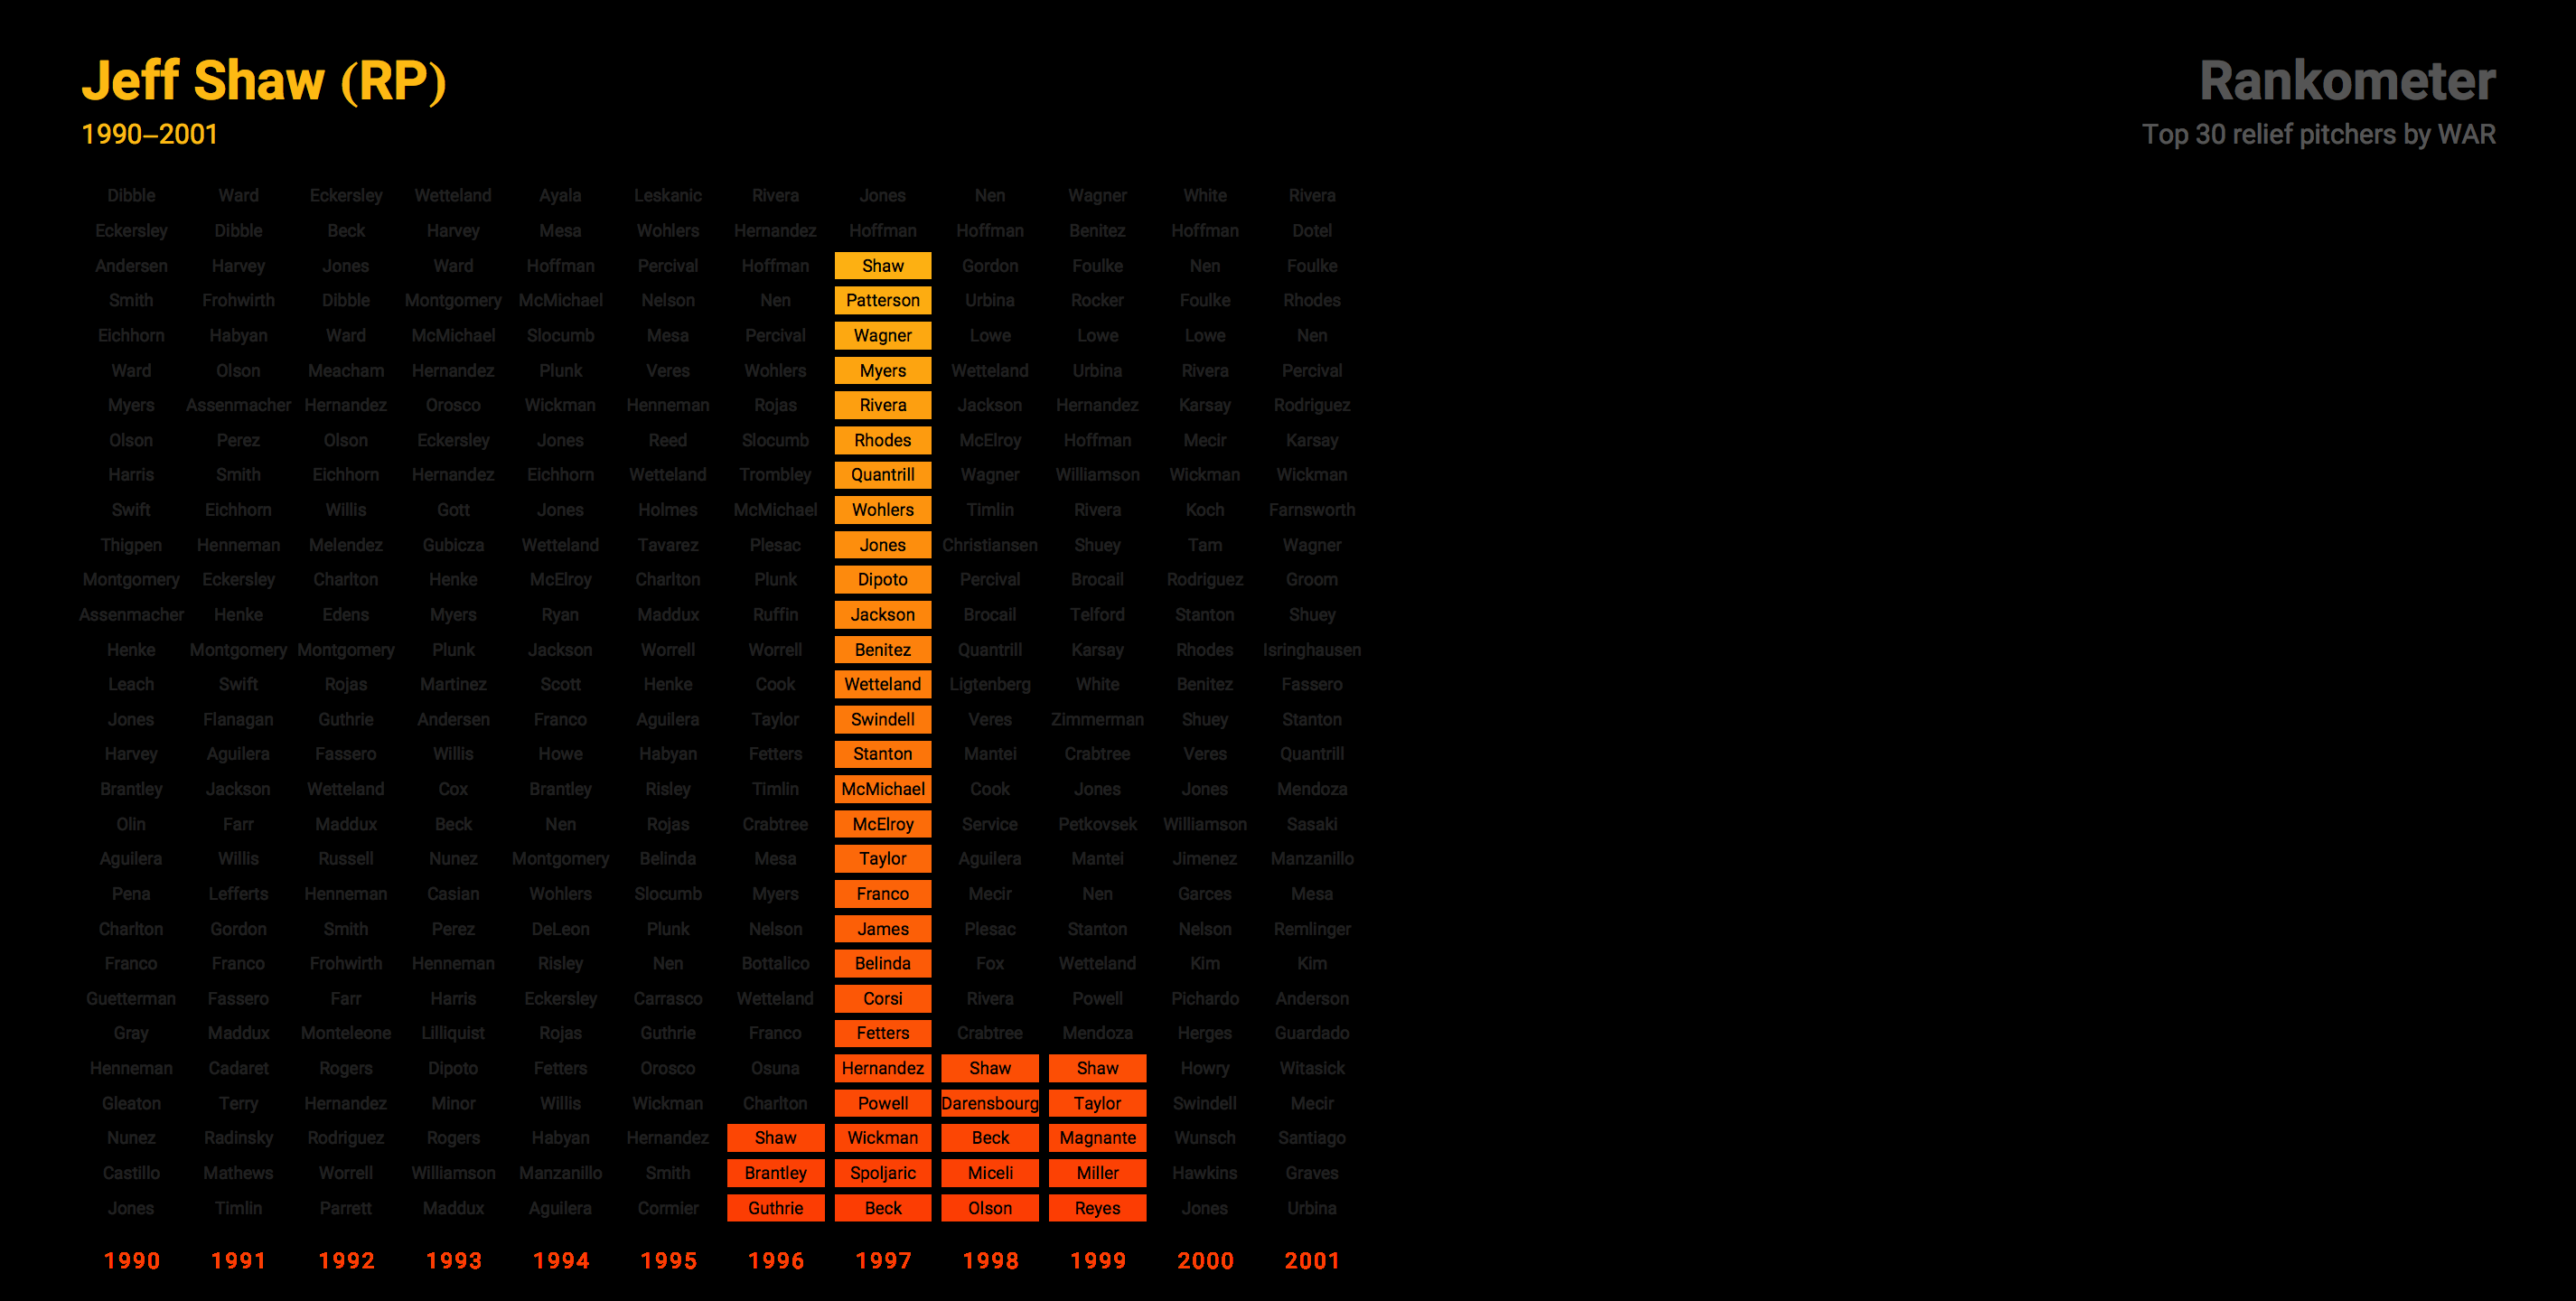 Jeff Shaw (RP)
1990–2001
Rankometer
Top 30 relief pitchers by WAR
Dibble Ward Eckersley Wetteland Ayala Leskanic Rivera Jones Nen Wagner White Rivera
Eckersley Dibble Beck Harvey Mesa Wohlers Hernandez Hoffman Hoffman Benitez Hoffman Dotel
Andersen Harvey Jones Ward Hoffman Percival Hoffman Shaw Gordon Foulke Nen Foulke
Smith Frohwirth Dibble Montgomery McMichael Nelson Nen Patterson Urbina Rocker Foulke Rhodes
Eichhorn Habyan Ward McMichael Slocumb Mesa Percival Wagner Lowe Lowe Lowe Nen
Ward Olson Meacham Hernandez Plunk Veres Wohlers Myers Wetteland Urbina Rivera Percival
Myers Assenmacher Hernandez Orosco Wickman Henneman Rojas Rivera Jackson Hernandez Karsay Rodriguez
Olson Perez Olson Eckersley Jones Reed Slocumb Rhodes McElroy Hoffman Mecir Karsay
Harris Smith Eichhorn Hernandez Eichhorn Wetteland Trombley Quantrill Wagner Williamson Wickman Wickman
Swift Eichhorn Willis Gott Jones Holmes McMichael Wohlers Timlin Rivera Koch Farnsworth
Thigpen Henneman Melendez Gubicza Wetteland Tavarez Plesac Jones Christiansen Shuey Tam Wagner
Montgomery Eckersley Charlton Henke McElroy Charlton Plunk Dipoto Percival Brocail Rodriguez Groom
Assenmacher Henke Edens Myers Ryan Maddux Ruffin Jackson Brocail Telford Stanton Shuey
Henke Montgomery Montgomery Plunk Jackson Worrell Worrell Benitez Quantrill Karsay Rhodes Isringhausen
Leach Swift Rojas Martinez Scott Henke Cook Wetteland Ligtenberg White Benitez Fassero
Jones Flanagan Guthrie Andersen Franco Aguilera Taylor Swindell Veres Zimmerman Shuey Stanton
Harvey Aguilera Fassero Willis Howe Habyan Fetters Stanton Mantei Crabtree Veres Quantrill
Brantley Jackson Wetteland Cox Brantley Risley Timlin McMichael Cook Jones Jones Mendoza
Olin Farr Maddux Beck Nen Rojas Crabtree McElroy Service Petkovsek Williamson Sasaki
Aguilera Willis Russell Nunez Montgomery Belinda Mesa Taylor Aguilera Mantei Jimenez Manzanillo
Pena Lefferts Henneman Casian Wohlers Slocumb Myers Franco Mecir Nen Garces Mesa
Charlton Gordon Smith Perez DeLeon Plunk Nelson James Plesac Stanton Nelson Remlinger
Franco Franco Frohwirth Henneman Risley Nen Bottalico Belinda Fox Wetteland Kim Kim
Guetterman Fassero Farr Harris Eckersley Carrasco Wetteland Corsi Rivera Powell Pichardo Anderson
Gray Maddux Monteleone Lilliquist Rojas Guthrie Franco Fetters Crabtree Mendoza Herges Guardado
Henneman Cadaret Rogers Dipoto Fetters Orosco Osuna Hernandez Shaw Shaw Howry Witasick
Gleaton Terry Hernandez Minor Willis Wickman Charlton Powell Darensbourg Taylor Swindell Mecir
Nunez Radinsky Rodriguez Rogers Habyan Hernandez Shaw Wickman Beck Magnante Wunsch Santiago
Castillo Mathews Worrell Williamson Manzanillo Smith Brantley Spoljaric Miceli Miller Hawkins Graves
Jones Timlin Parrett Maddux Aguilera Cormier Guthrie Beck Olson Reyes Jones Urbina
1990 1991 1992 1993 1994 1995 1996 1997 1998 1999 2000 2001